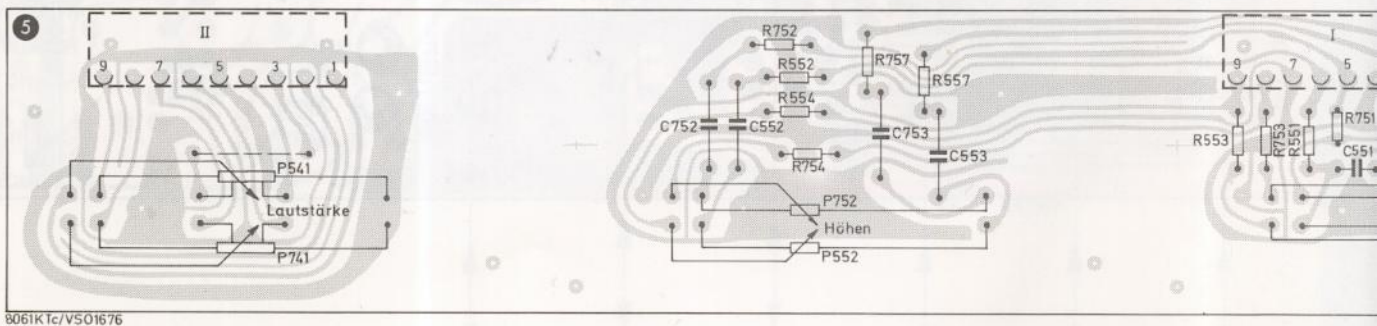 5
II
9 7 5 3 1
P541
Lautstärke
P741
R752
R552
R554
C752 C552
R754
R757
R557
C753
C553
P752
Höhen
P552
I
9 7 5
R553
R753
R551
R751
C551
8061KTc/VS01676